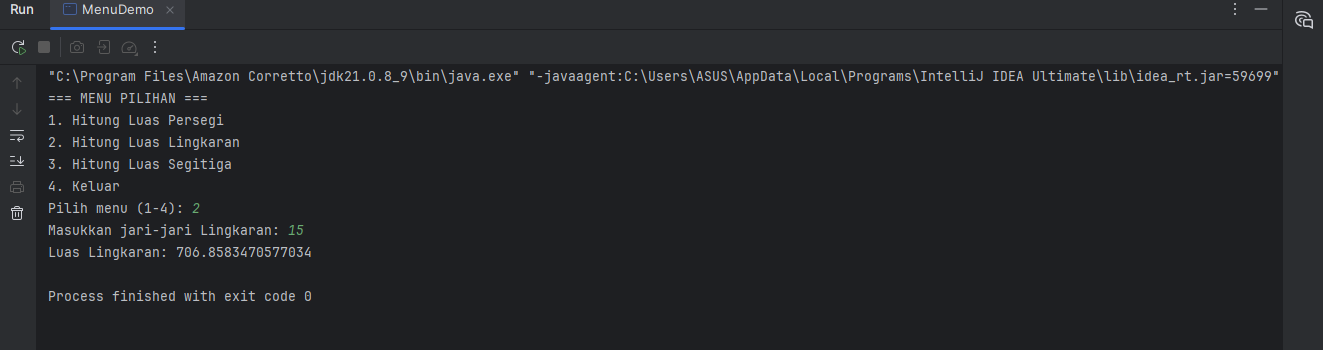 Run MenuDemo
"C:\Program Files\Amazon Corretto\jdk21.0.8_9\bin\java.exe" "-javaagent:C:\Users\ASUS\AppData\Local\Programs\IntelliJ IDEA Ultimate\lib\idea_rt.jar=59699"
=== MENU PILIHAN ===
1. Hitung Luas Persegi
2. Hitung Luas Lingkaran
3. Hitung Luas Segitiga
4. Keluar
Pilih menu (1-4): 2
Masukkan jari-jari Lingkaran: 15
Luas Lingkaran: 706.8583470577034
Process finished with exit code 0